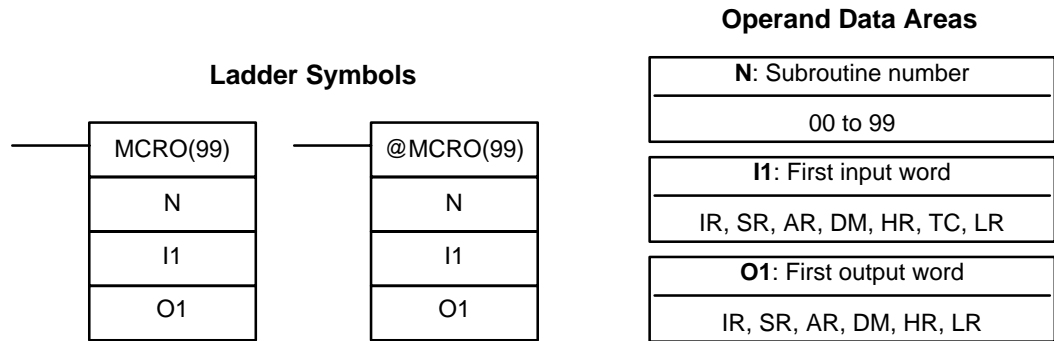 Ladder Symbols
MCRO(99)
N
I1
O1
@MCRO(99)
N
I1
O1
Operand Data Areas
N: Subroutine number
00 to 99
I1: First input word
IR, SR, AR, DM, HR, TC, LR
O1: First output word
IR, SR, AR, DM, HR, LR